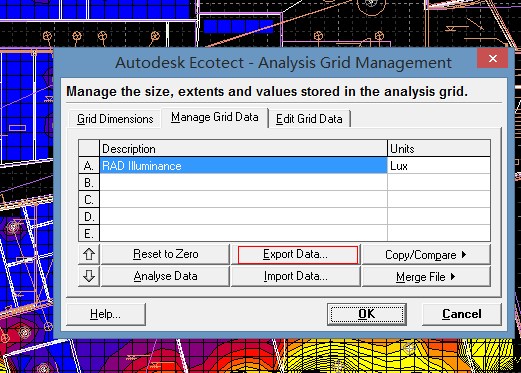 Autodesk Ecotect - Analysis Grid Management
Manage the size, extents and values stored in the analysis grid.
Grid Dimensions Manage Grid Data Edit Grid Data
Description Units
A. RAD Illuminance Lux
B.
C.
D.
E.
Reset to Zero Export Data... Copy/Compare
Analyse Data Import Data... Merge File
Help... OK Cancel